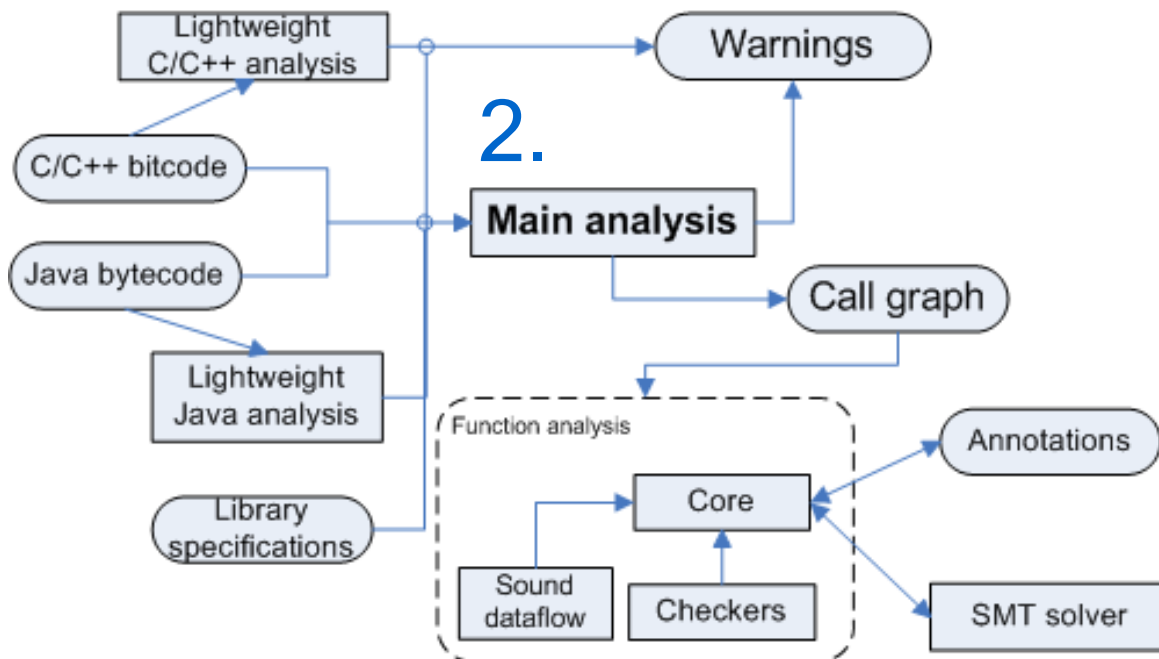 Lightweight
C/C++ analysis
Warnings
2.
C/C++ bitcode
Main analysis
Java bytecode
Call graph
Lightweight
Java analysis
Function analysis
Annotations
Core
Library
specifications
Sound
dataflow
Checkers
SMT solver